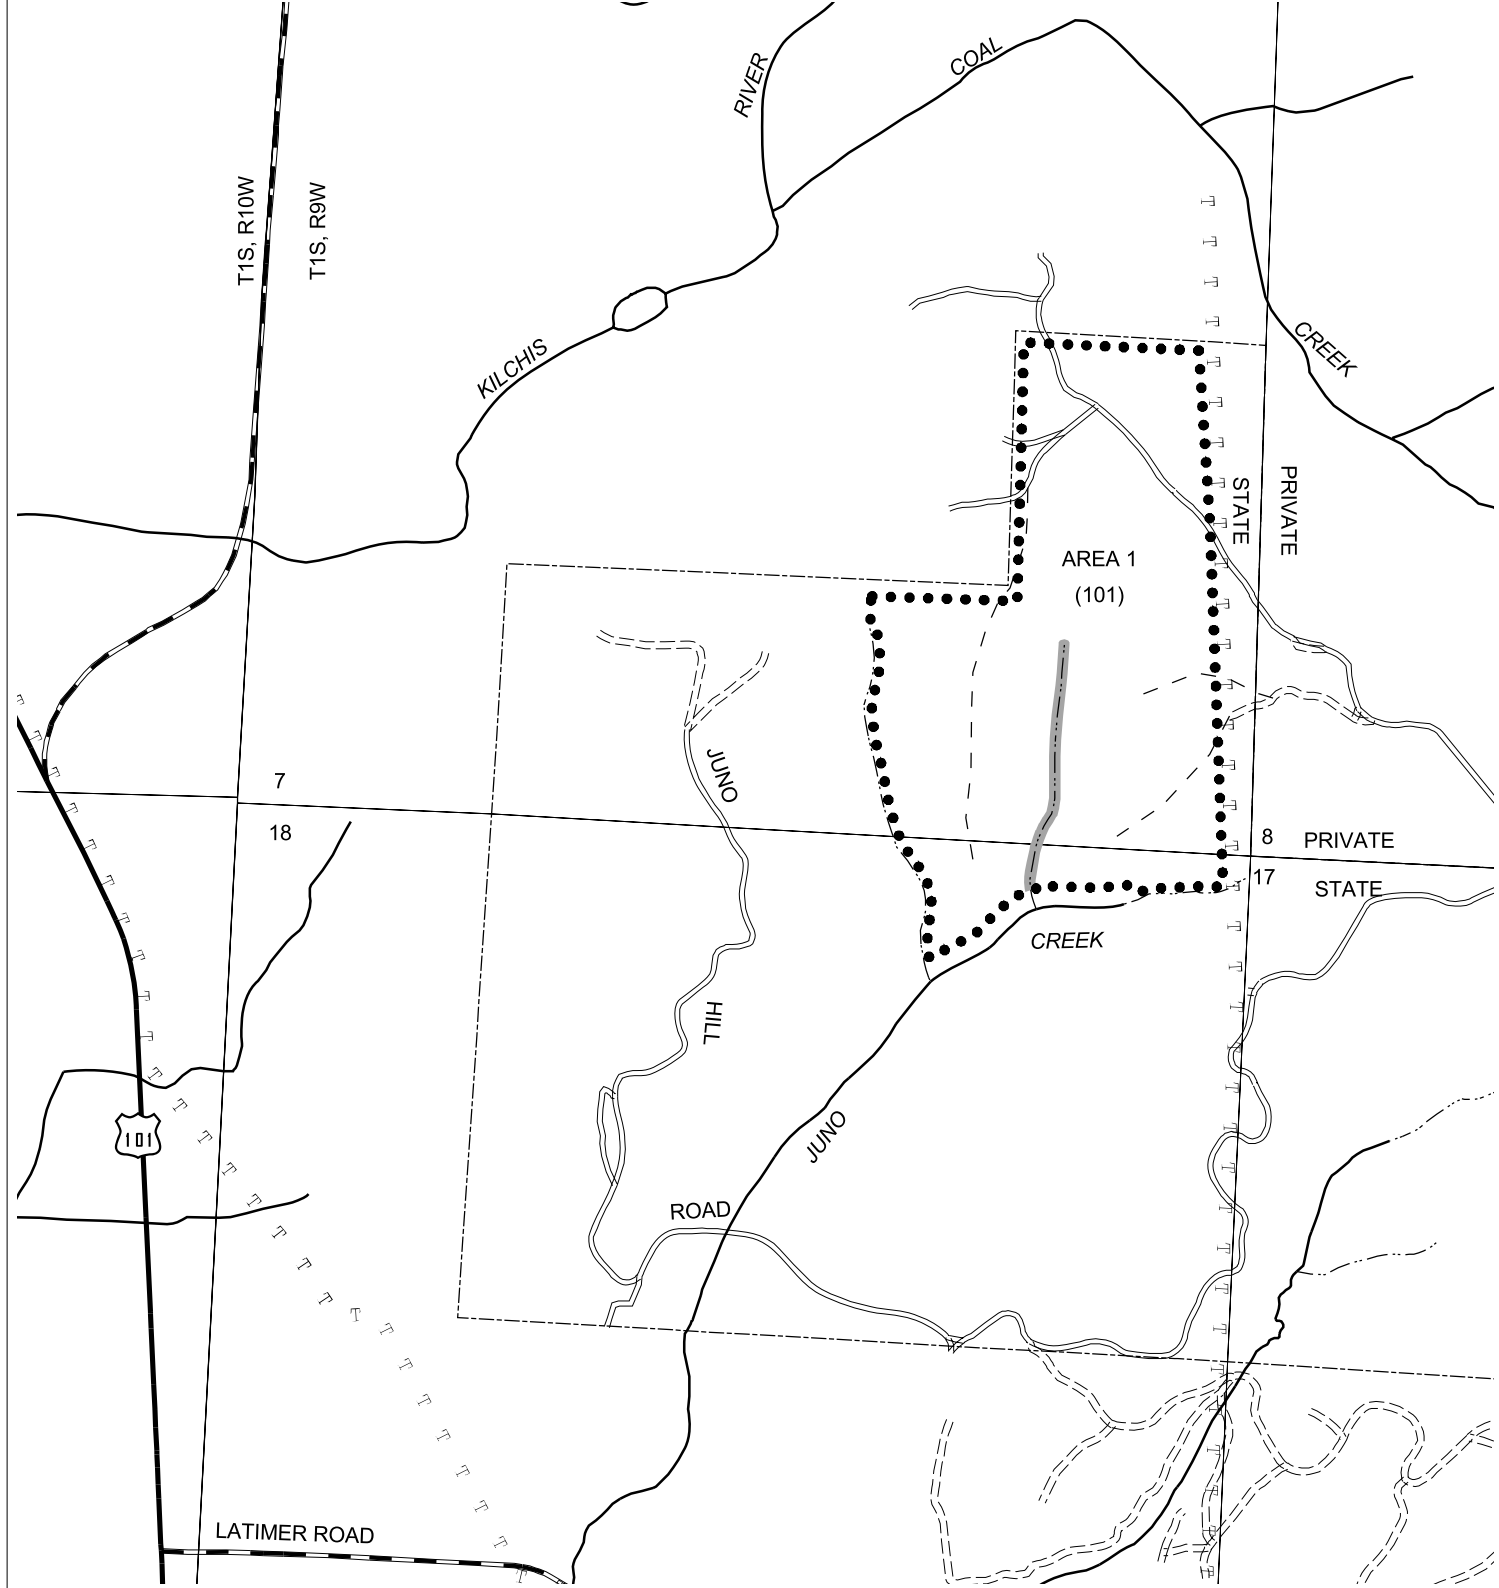 COAL
RIVER
T1S, R10W
T1S, R9W
CREEK
KILCHIS
PRIVATE
STATE
AREA 1
(101)
JUNO
7
18
8
PRIVATE
17
STATE
CREEK
HILL
101
JUNO
ROAD
LATIMER ROAD